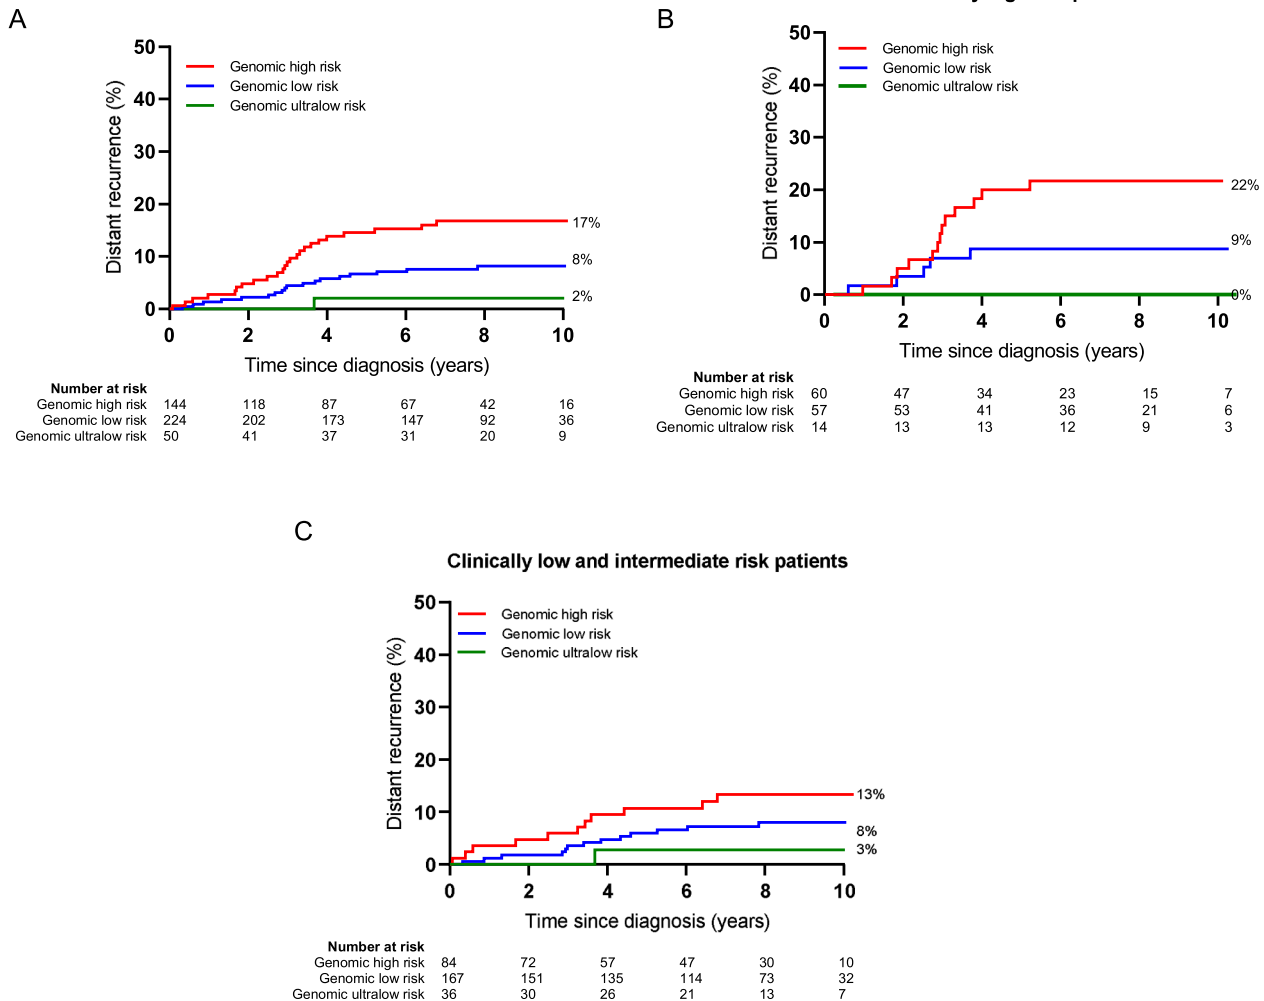 A
50
40
30
20
10
0
Distant recurrence (%)
Genomic high risk
Genomic low risk
Genomic ultralow risk
17%
8%
2%
0 2 4 6 8 10
Time since diagnosis (years)
Number at risk
Genomic high risk 144 118 87 67 42 16
Genomic low risk 224 202 173 147 92 36
Genomic ultralow risk 50 41 37 31 20 9
B
50
40
30
20
10
0
Distant recurrence (%)
Genomic high risk
Genomic low risk
Genomic ultralow risk
22%
9%
0%
0 2 4 6 8 10
Time since diagnosis (years)
Number at risk
Genomic high risk 60 47 34 23 15 7
Genomic low risk 57 53 41 36 21 6
Genomic ultralow risk 14 13 13 12 9 3
C
Clinically low and intermediate risk patients
50
40
30
20
10
0
Distant recurrence (%)
Genomic high risk
Genomic low risk
Genomic ultralow risk
13%
8%
3%
0 2 4 6 8 10
Time since diagnosis (years)
Number at risk
Genomic high risk 84 72 57 47 30 10
Genomic low risk 167 151 135 114 73 32
Genomic ultralow risk 36 30 26 21 13 7